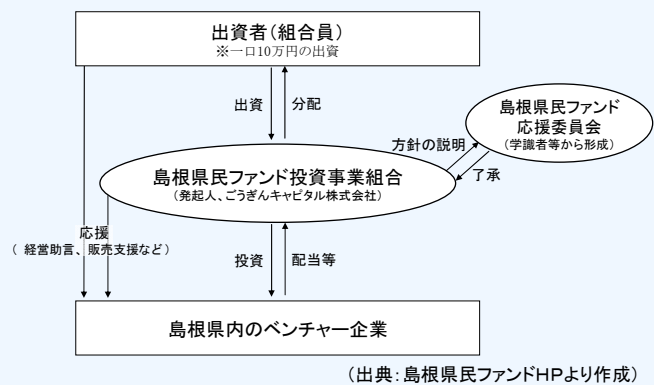 出資者(組合員)
※一口10万円の出資
出資
分配
島根県民ファンド
応援委員会
(学識者等から形成)
方針の説明
了承
島根県民ファンド投資事業組合
(発起人、ごうぎんキャピタル株式会社)
応援
( 経営助言、販売支援など)
投資
配当等
島根県内のベンチャー企業
(出典:島根県民ファンドHPより作成)